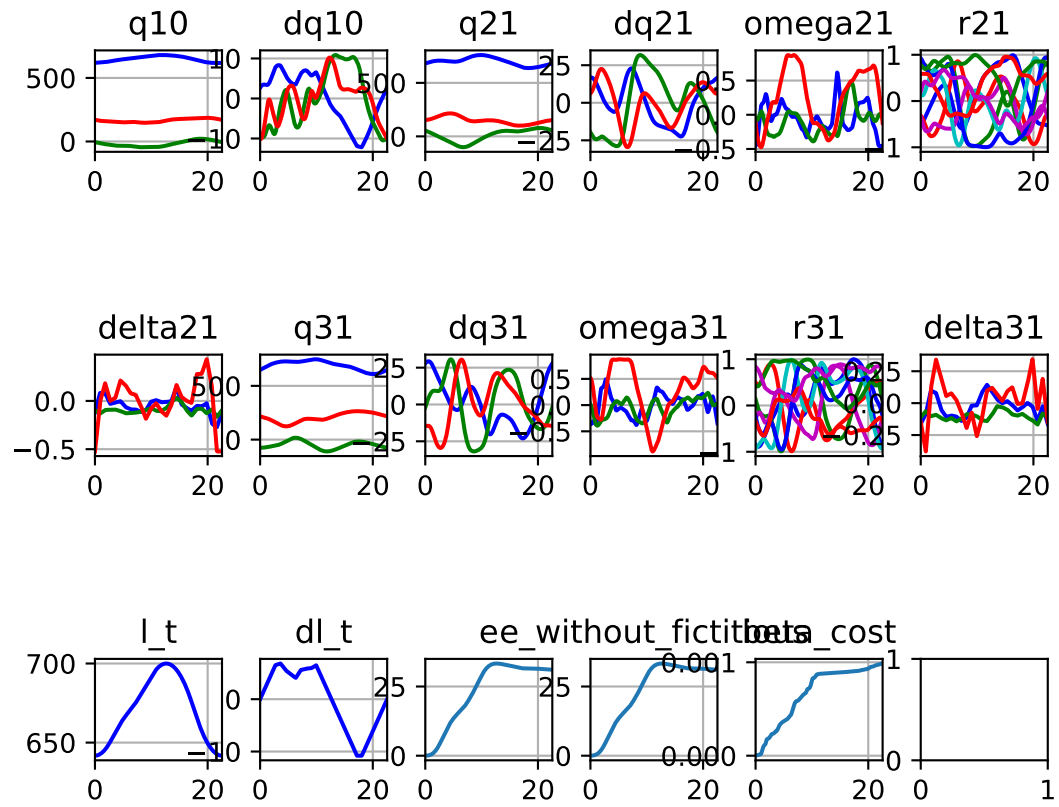 q10 dq10 q21 dq21 omega21 r21
500 10 500 25 0.5 1
0 0 0 0 0.0 0
−10 −25 −0.5 −1
0 20 0 20 0 20 0 20 0 20 0 20
delta21 q31 dq31 omega31 r31 delta31
0.0 500 25 0.5 1 0.25
−0.5 0 0 0.0 0 0.00
−25 −0.5 −1 −0.25
0 20 0 20 0 20 0 20 0 20 0 20
l_t dl_t ee_without_fictitious beta_cost
700 0 25 25 0.001 1
650 −10 0 0 0.000 0
0 20 0 20 0 20 0 20 0 20 0 1